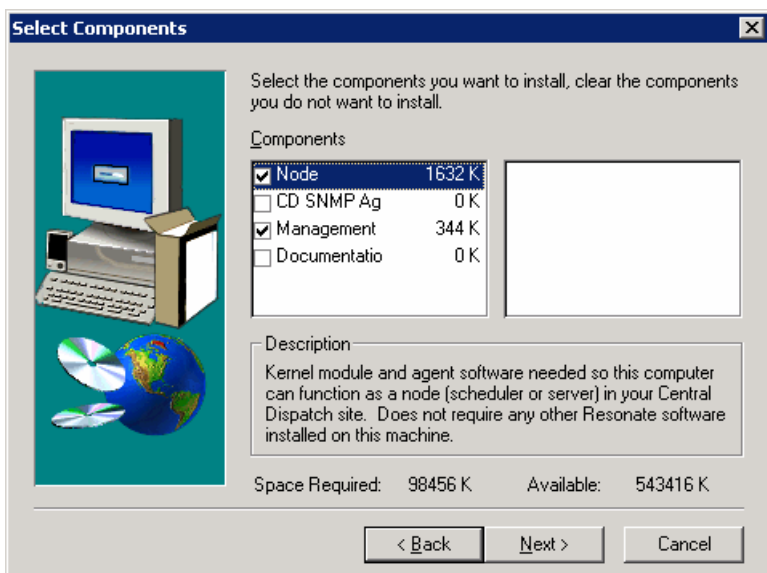 Select Components
Select the components you want to install, clear the components
you do not want to install.
Components
Node 1632 K
CD SNMP Ag 0 K
Management 344 K
Documentatio 0 K
Description
Kernel module and agent software needed so this computer
can function as a node (scheduler or server) in your Central
Dispatch site. Does not require any other Resonate software
installed on this machine.
Space Required: 98456 K Available: 543416 K
< Back Next > Cancel